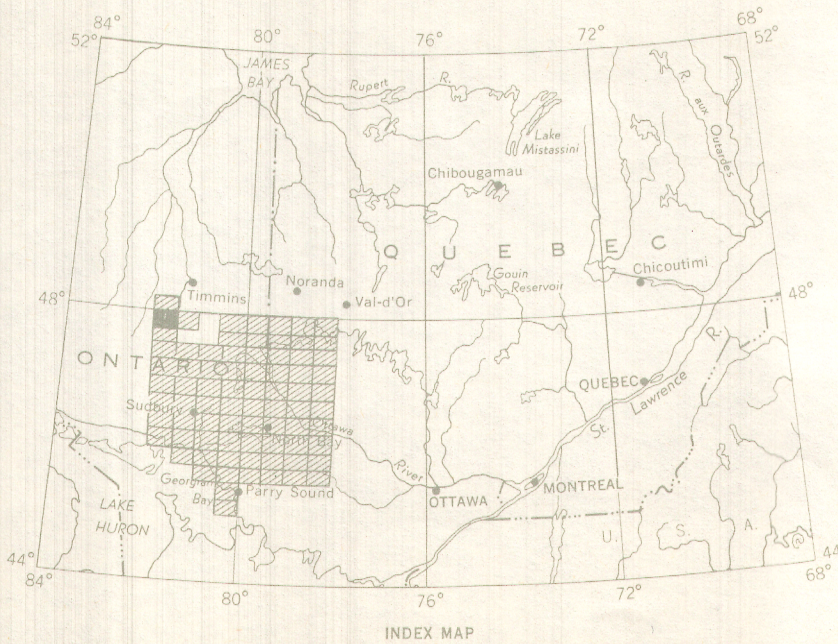 84°
80°
76°
72°
68°
52°
52°
JAMES
BAY
Rupert R.
R. aux Outardes
Lake
Mistassini
Chibougamau
QUEBEC
Chicoutimi
Gouin
Reservoir
Timmins
Noranda
Val-d'Or
48°
48°
ONTARIO
QUEBEC
R.
Lawrence
St.
Sudbury
North Bay
Ottawa
River
Georgian
Bay
Parry Sound
OTTAWA
MONTREAL
LAKE
HURON
U. S. A.
44°
44
84°
80°
76°
72°
68°
INDEX MAP